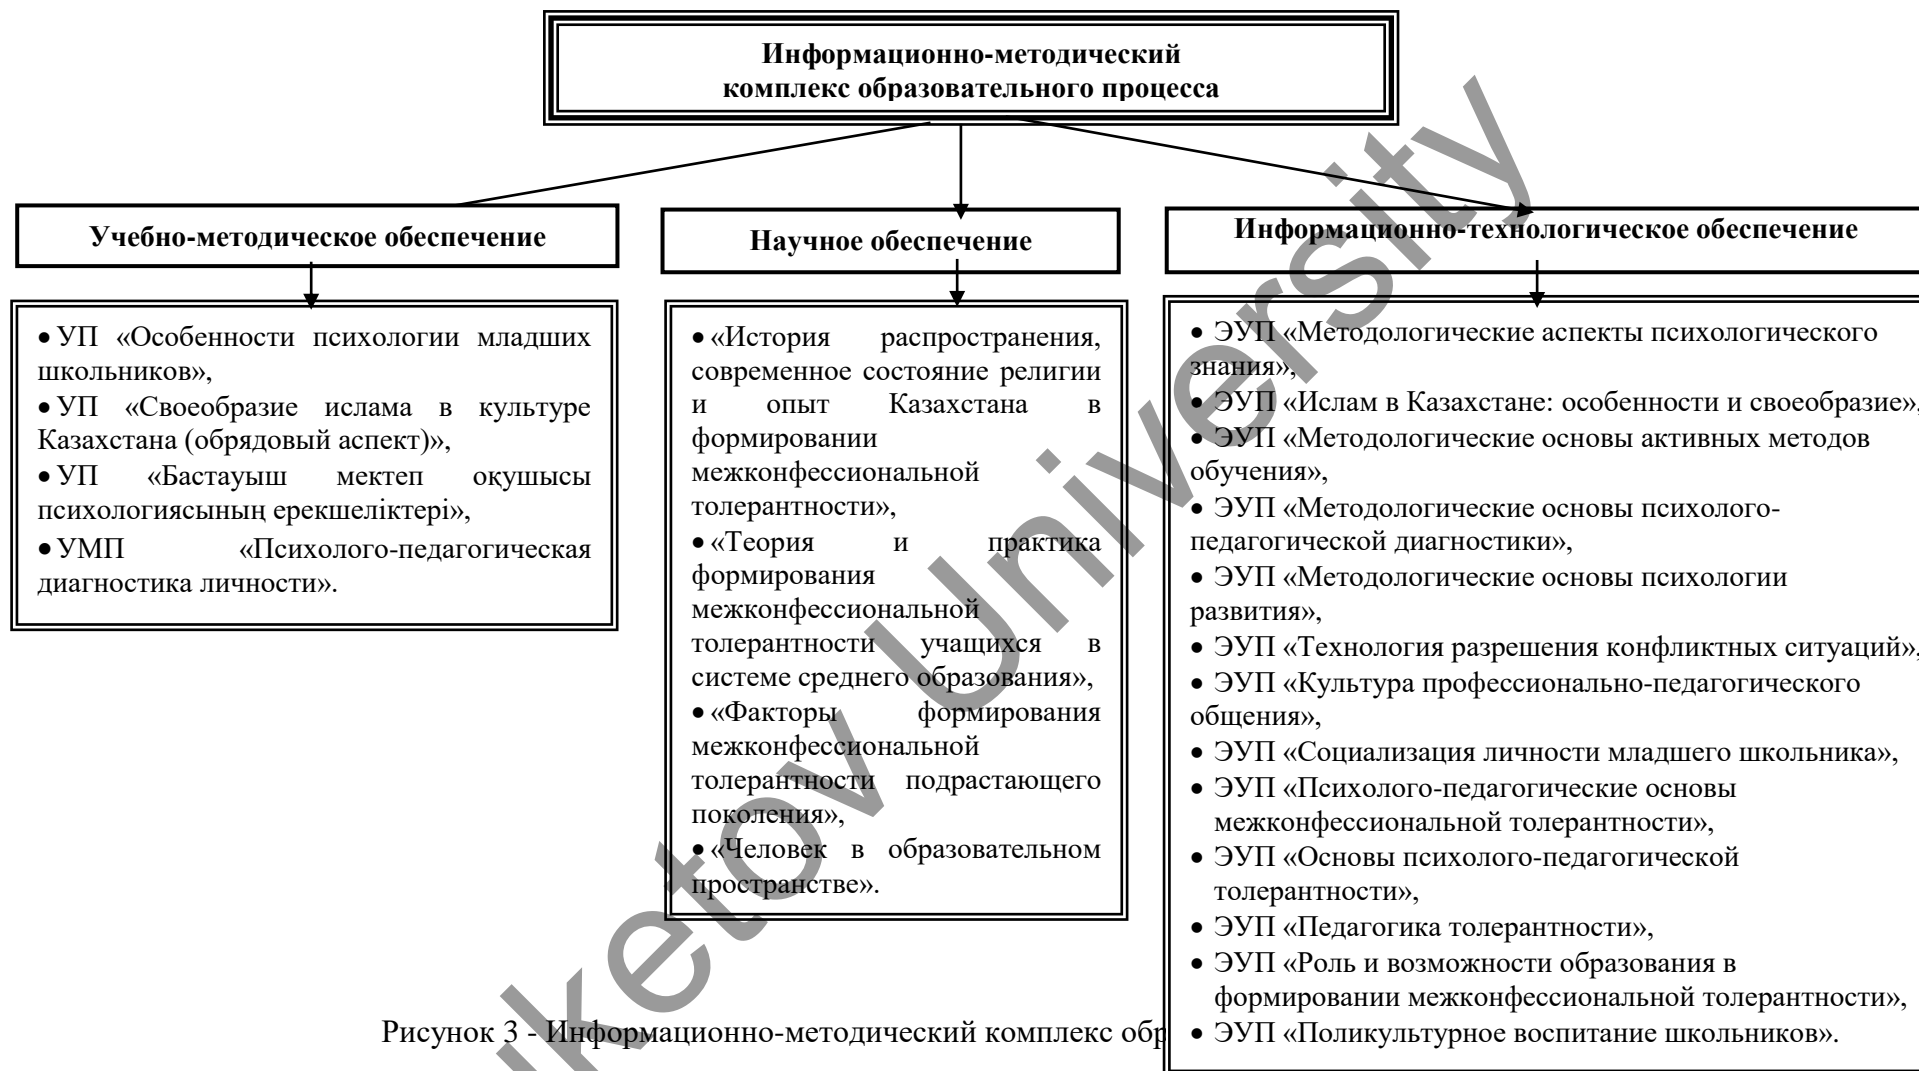 Информационно-методический
комплекс образовательного процесса
Учебно-методическое обеспечение
Научное обеспечение
Информационно-технологическое обеспечение
• УП «Особенности психологии младших
школьников»,
• УП «Своеобразие ислама в культуре
Казахстана (обрядовый аспект)»,
• УП «Бастауыш мектеп оқушысы
психологиясының ерекшеліктері»,
• УМП «Психолого-педагогическая
диагностика личности».
• «История распространения,
современное состояние религии
и опыт Казахстана в
формировании
межконфессиональной
толерантности»,
• «Теория и практика
формирования
межконфессиональной
толерантности учащихся в
системе среднего образования»,
• «Факторы формирования
межконфессиональной
толерантности подрастающего
поколения»,
• «Человек в образовательном
пространстве».
• ЭУП «Методологические аспекты психологического
знания»,
• ЭУП «Ислам в Казахстане: особенности и своеобразие»,
• ЭУП «Методологические основы активных методов
обучения»,
• ЭУП «Методологические основы психолого-
педагогической диагностики»,
• ЭУП «Методологические основы психологии
развития»,
• ЭУП «Технология разрешения конфликтных ситуаций»,
• ЭУП «Культура профессионально-педагогического
общения»,
• ЭУП «Социализация личности младшего школьника»,
• ЭУП «Психолого-педагогические основы
межконфессиональной толерантности»,
• ЭУП «Основы психолого-педагогической
толерантности»,
• ЭУП «Педагогика толерантности»,
• ЭУП «Роль и возможности образования в
формировании межконфессиональной толерантности»,
• ЭУП «Поликультурное воспитание школьников».
Рисунок 3 - Информационно-методический комплекс обр
uketov University